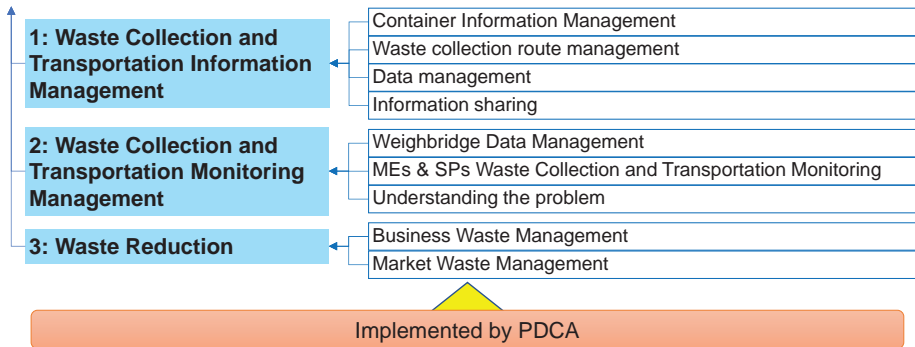 1: Waste Collection and
Transportation Information
Management
Container Information Management
Waste collection route management
Data management
Information sharing
2: Waste Collection and
Transportation Monitoring
Management
Weighbridge Data Management
MEs & SPs Waste Collection and Transportation Monitoring
Understanding the problem
3: Waste Reduction
Business Waste Management
Market Waste Management
Implemented by PDCA